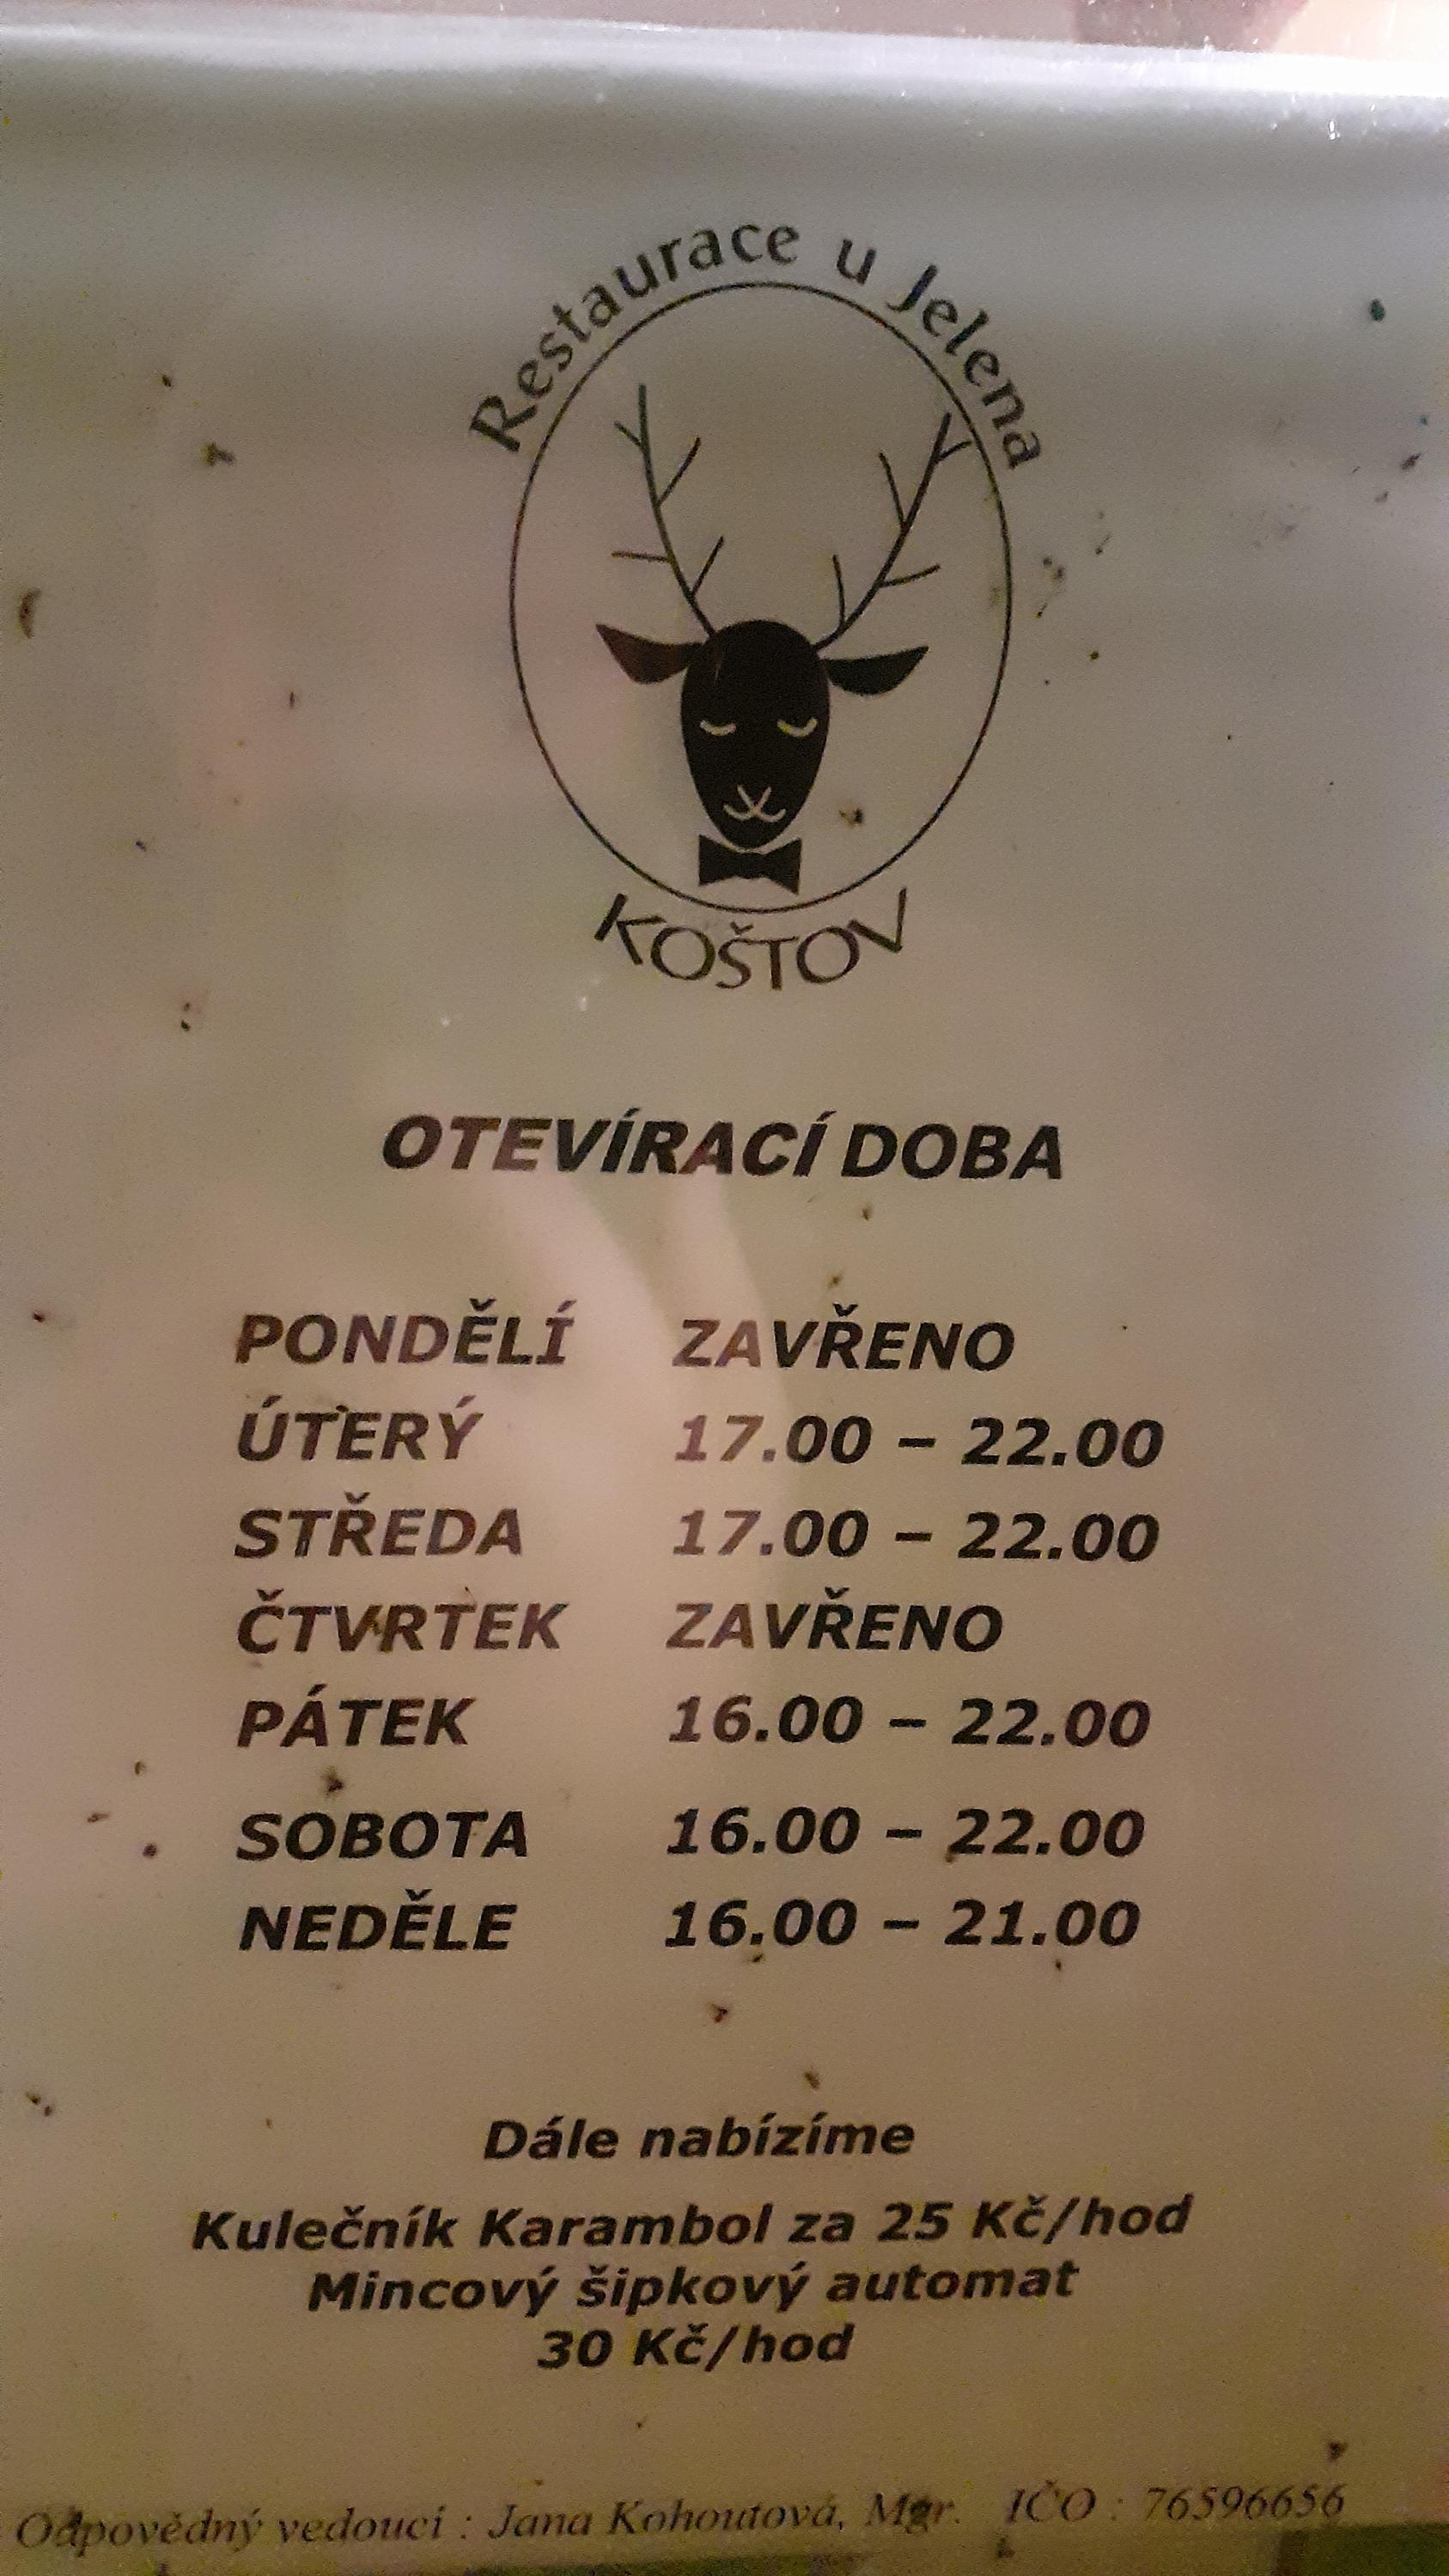 Restaurace u Jelena
KOŠTOV
OTEVÍRACÍ DOBA
PONDĚLÍ ZAVŘENO
ÚTERÝ 17.00 – 22.00
STŘEDA 17.00 – 22.00
ČTVRTEK ZAVŘENO
PÁTEK 16.00 – 22.00
SOBOTA 16.00 – 22.00
NEDĚLE 16.00 – 21.00
Dále nabízíme
Kulečník Karambol za 25 Kč/hod
Mincový šipkový automat
30 Kč/hod
Odpovědný vedoucí : Jana Kohoutová, Mgr. IČO : 76596656